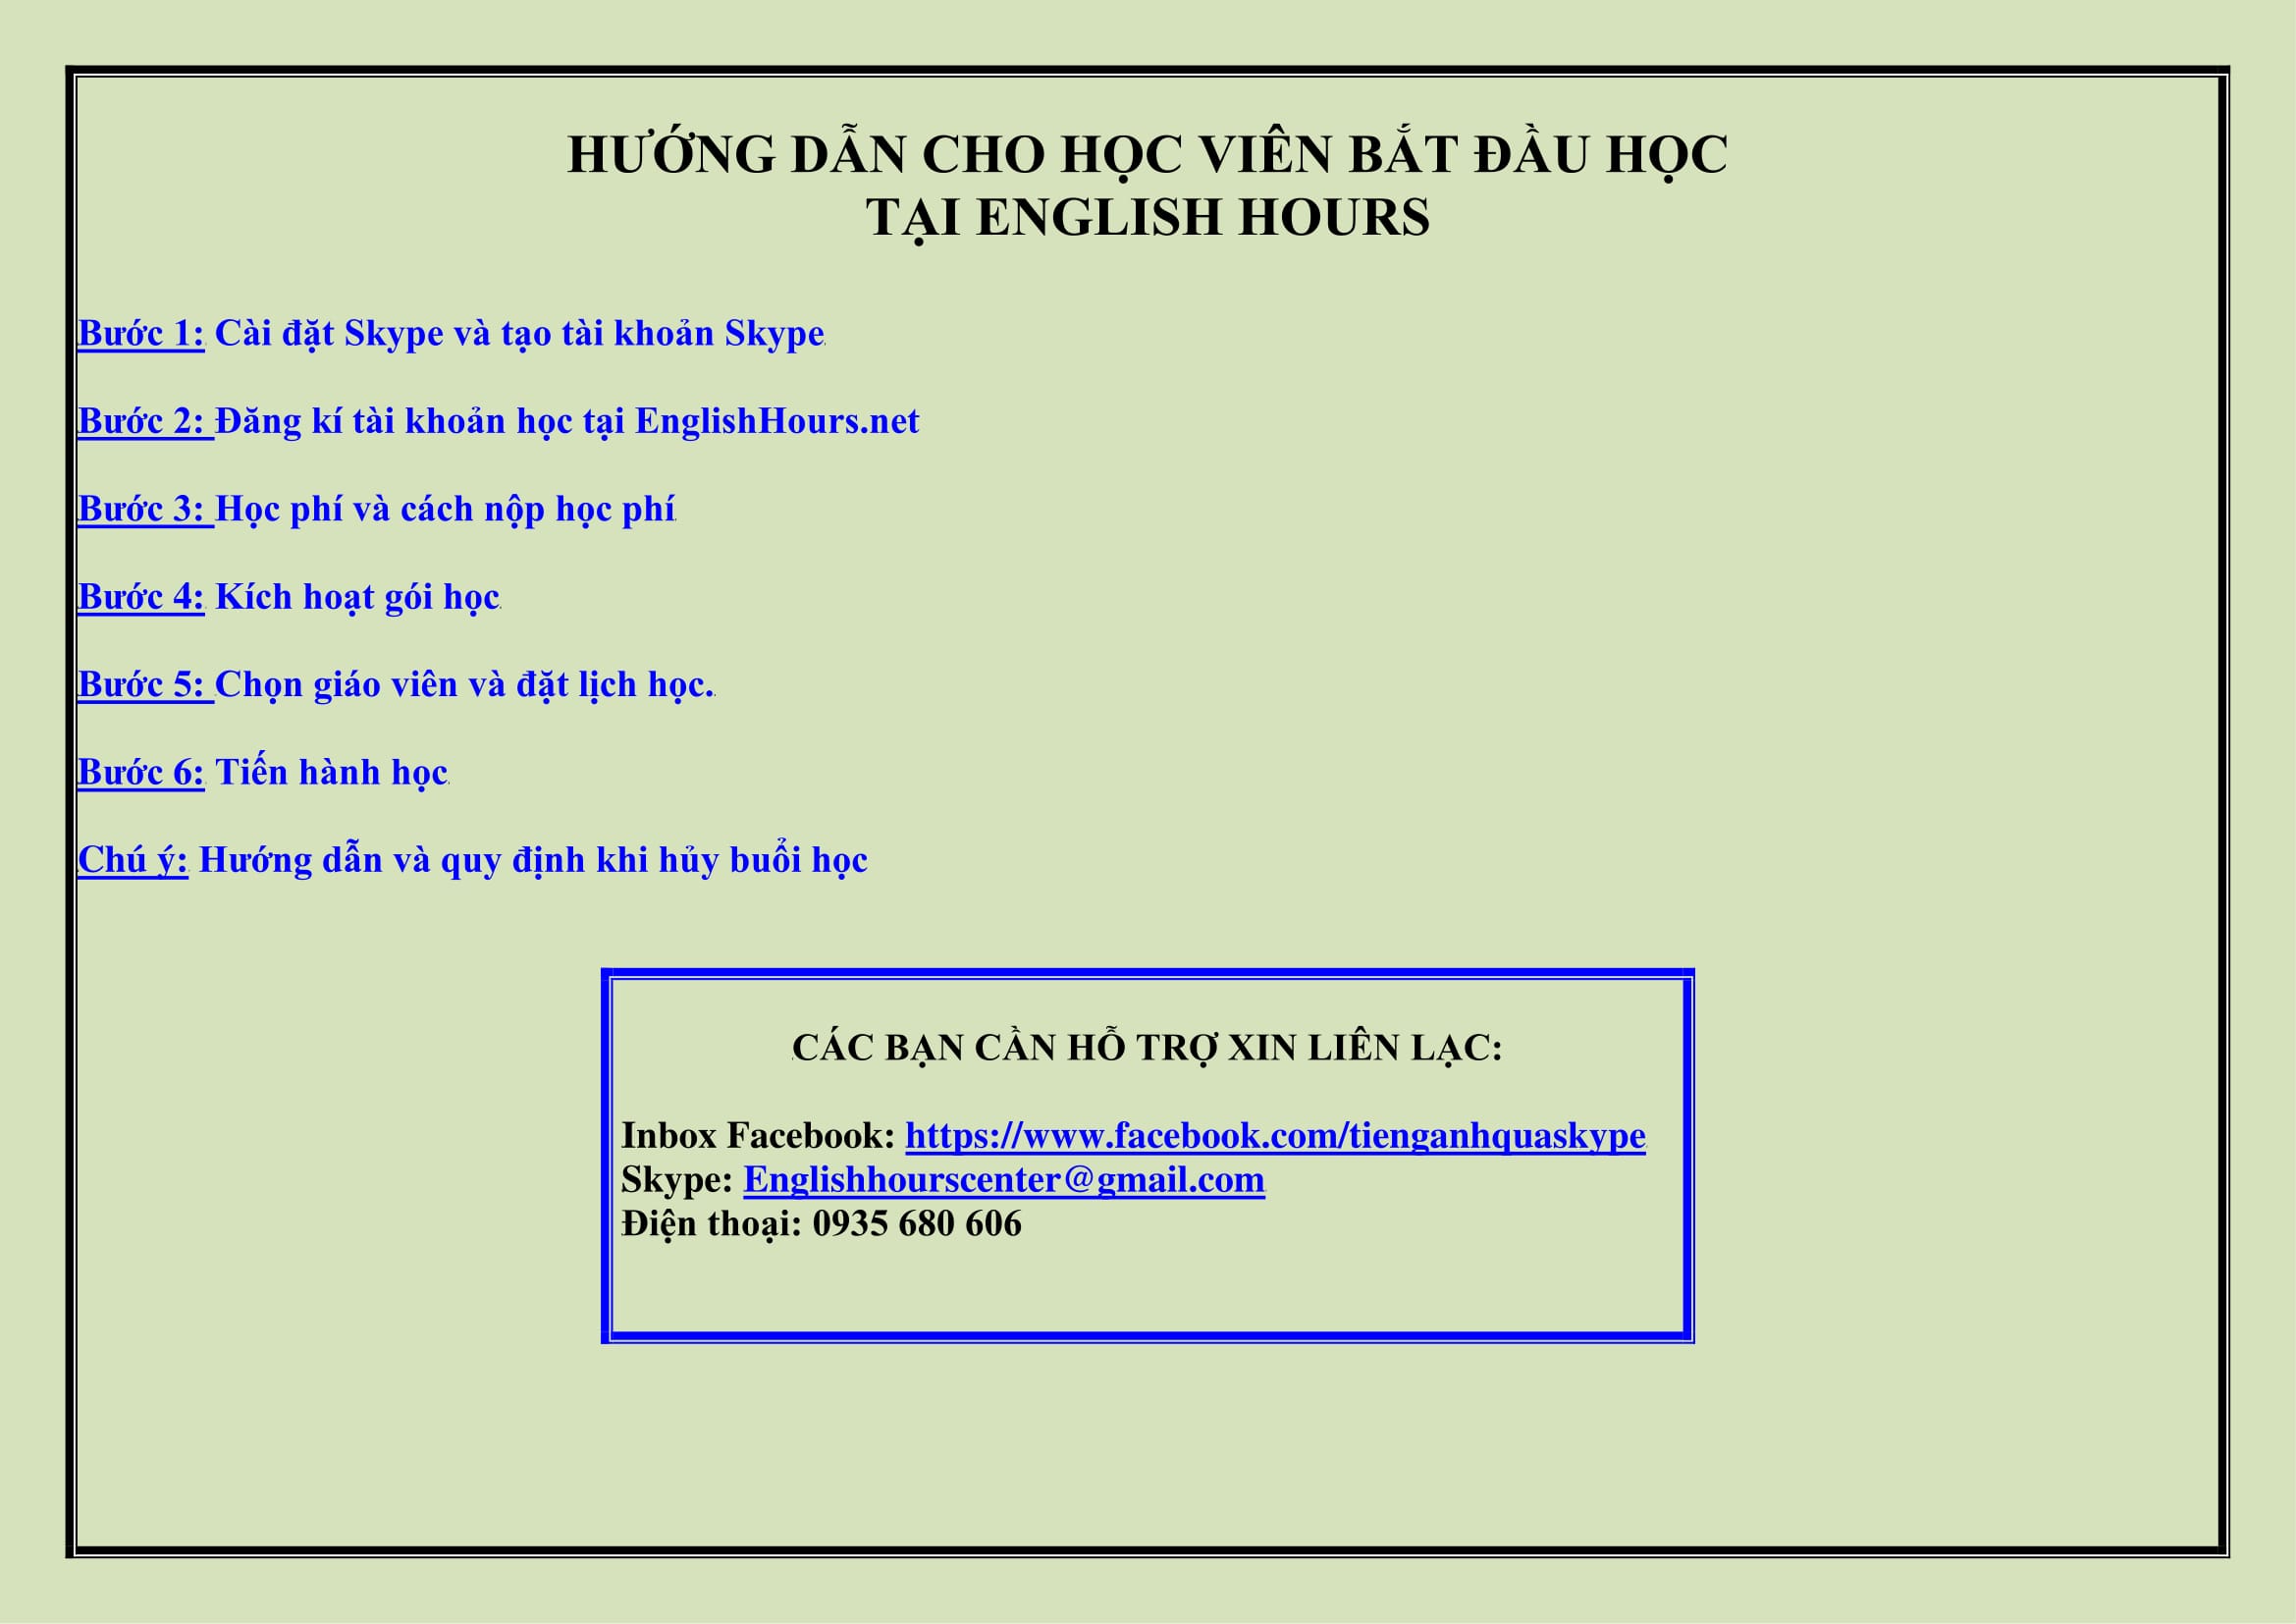 HƯỚNG DẪN CHO HỌC VIÊN BẮT ĐẦU HỌC
TẠI ENGLISH HOURS
Bước 1: Cài đặt Skype và tạo tài khoản Skype
Bước 2: Đăng kí tài khoản học tại EnglishHours.net
Bước 3: Học phí và cách nộp học phí
Bước 4: Kích hoạt gói học
Bước 5: Chọn giáo viên và đặt lịch học.
Bước 6: Tiến hành học
Chú ý: Hướng dẫn và quy định khi hủy buổi học
CÁC BẠN CẦN HỖ TRỢ XIN LIÊN LẠC:
Inbox Facebook: https://www.facebook.com/tienganhquaskype
Skype: Englishhourscenter@gmail.com
Điện thoại: 0935 680 606